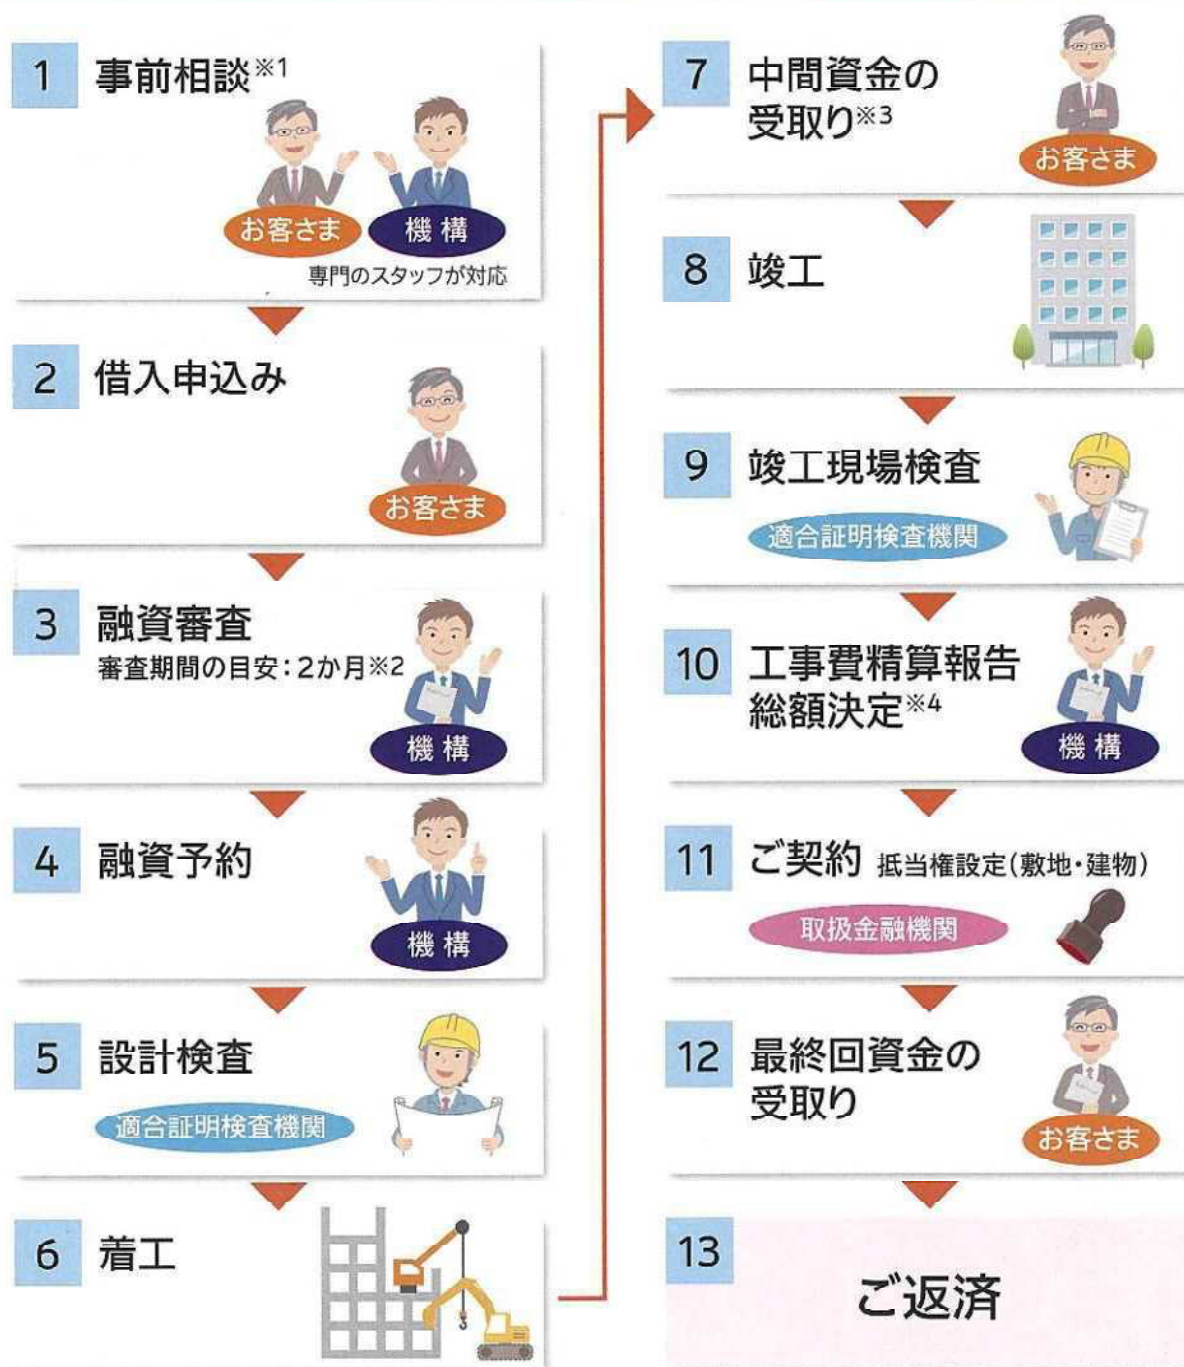 1 事前相談※1
お客さま 機構
専門のスタッフが対応
2 借入申込み
お客さま
3 融資審査
審査期間の目安：2か月※2
機構
4 融資予約
機構
5 設計検査
適合証明検査機関
6 着工
7 中間資金の
受取り※3
お客さま
8 竣工
9 竣工現場検査
適合証明検査機関
10 工事費精算報告
総額決定※4
機構
11 ご契約 抵当権設定(敷地・建物)
取扱金融機関
12 最終回資金の
受取り
お客さま
13
ご返済